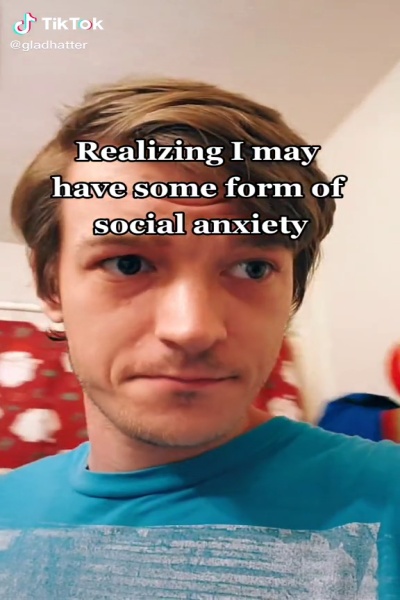 TikTok
@gladhatter
Realizing I may
have some form of
social anxiety